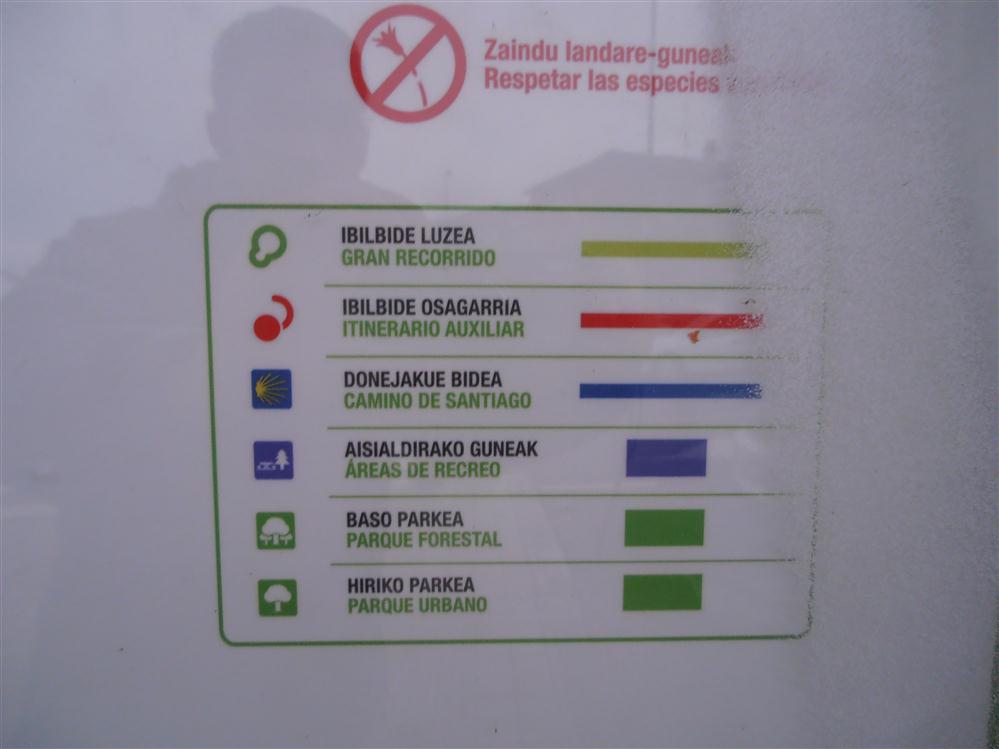 Zaindu landare-guneak
Respetar las especies
IBILBIDE LUZEA
GRAN RECORRIDO
IBILBIDE OSAGARRIA
ITINERARIO AUXILIAR
DONEJAKUE BIDEA
CAMINO DE SANTIAGO
AISIALDIRAKO GUNEAK
ÁREAS DE RECREO
BASO PARKEA
PARQUE FORESTAL
HIRIKO PARKEA
PARQUE URBANO